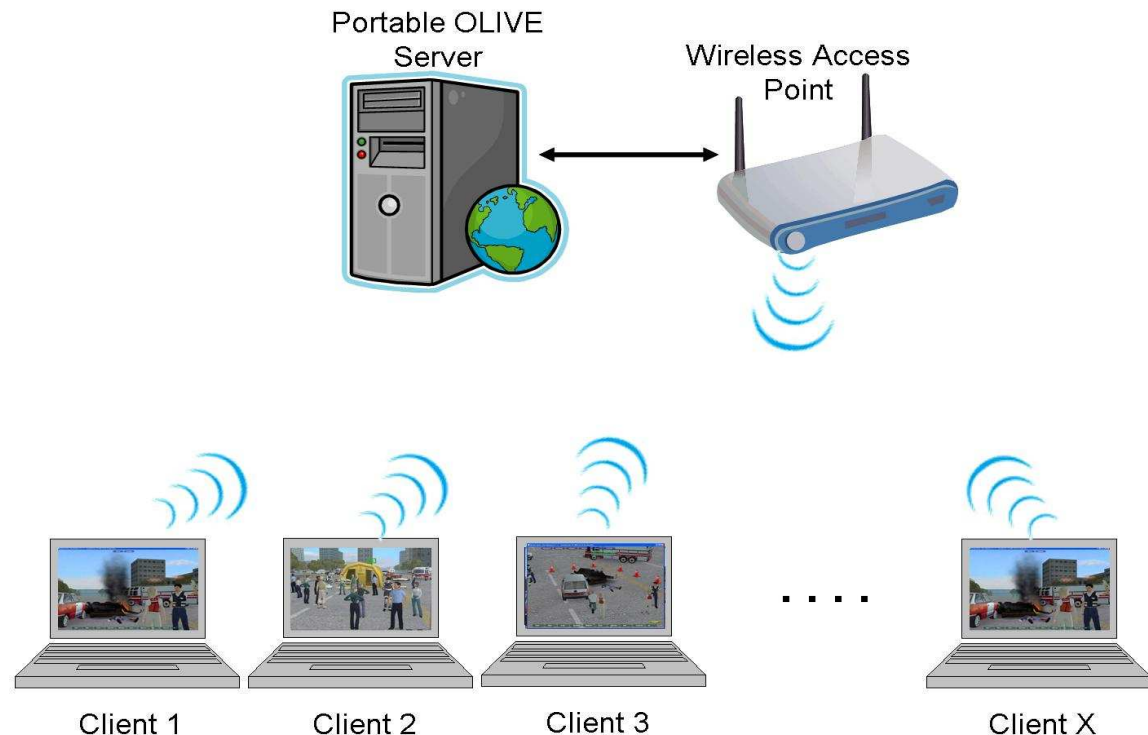 Portable OLIVE
Server
Wireless Access
Point
. . . .
Client 1
Client 2
Client 3
Client X